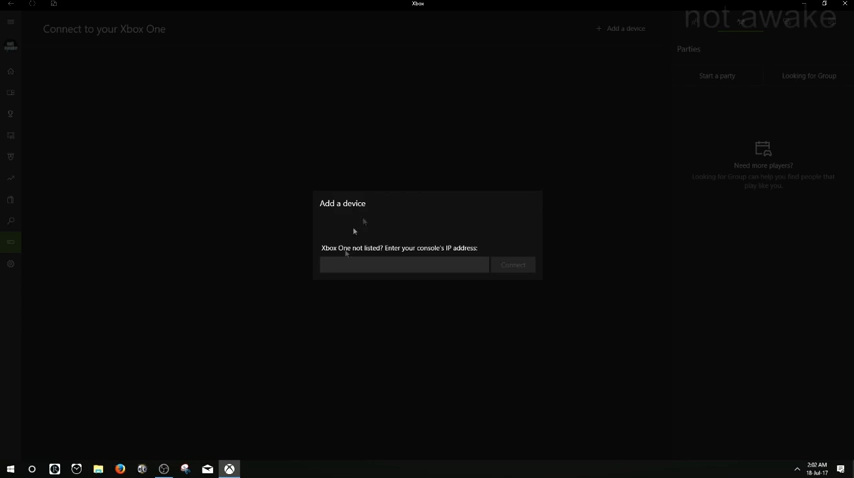 Xbox
not awake
Connect to your Xbox One
+ Add a device
Parties
Start a party
Looking for Group
Need more players?
Looking for Group can help you find people that
play like you.
Add a device
Xbox One not listed? Enter your console's IP address:
Connect
2:02 AM
18-Jul-17